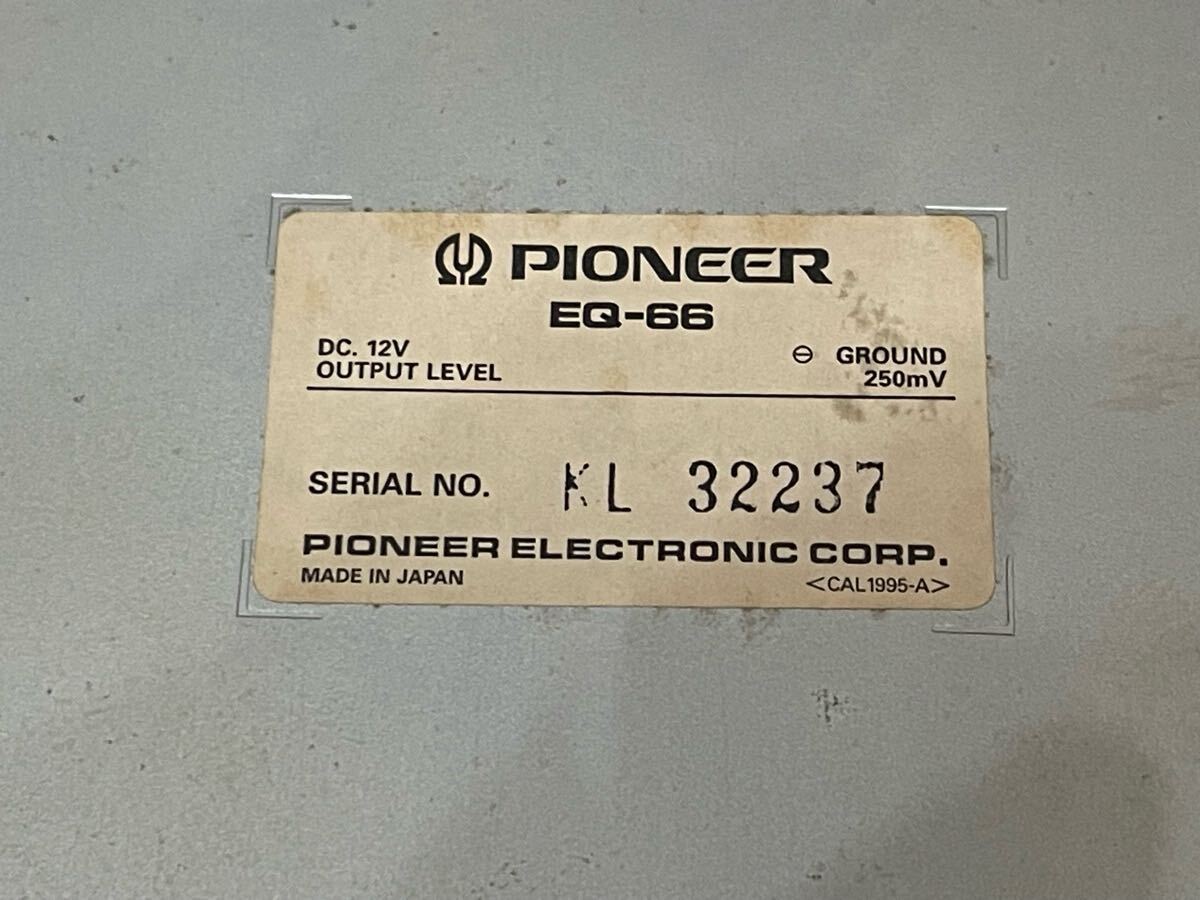 PIONEER
EQ-66
DC. 12V ⊖ GROUND
OUTPUT LEVEL 250mV
SERIAL NO. KL 32237
PIONEER ELECTRONIC CORP.
MADE IN JAPAN <CAL1995-A>